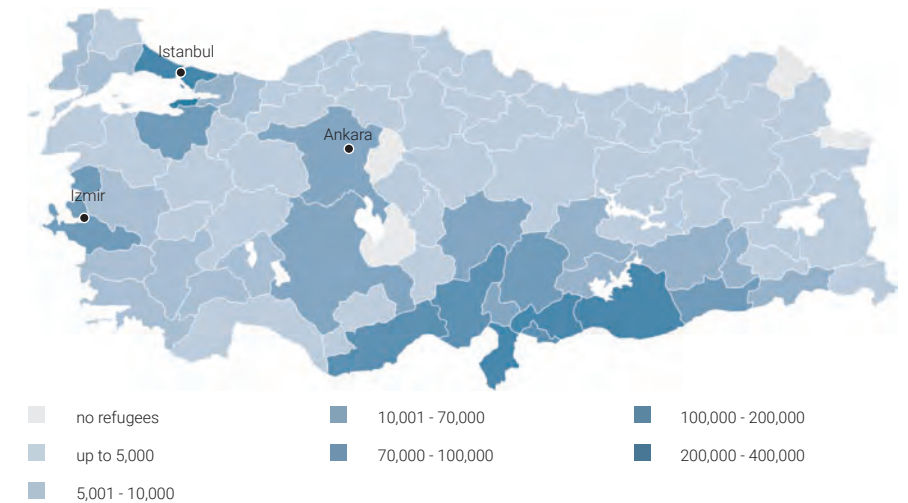 Istanbul
Ankara
Izmir
no refugees
up to 5,000
5,001 - 10,000
10,001 - 70,000
70,000 - 100,000
100,000 - 200,000
200,000 - 400,000